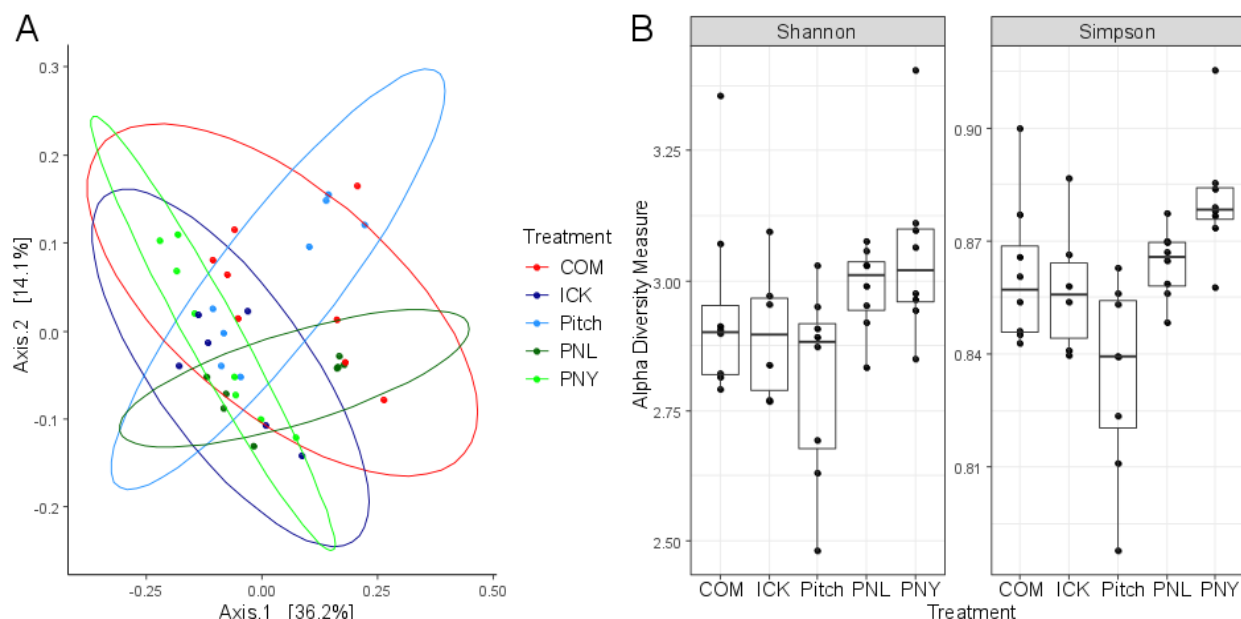 A
0.3
0.2
0.1
0.0
-0.1
-0.2
Axis.2 [14.1%]
-0.25
0.00
0.25
0.50
Axis.1 [36.2%]
Treatment
COM
ICK
Pitch
PNL
PNY
B
Shannon
Simpson
Alpha Diversity Measure
3.25
3.00
2.75
2.50
0.90
0.87
0.84
0.81
COM ICK Pitch PNL PNY
COM ICK Pitch PNL PNY
Treatment